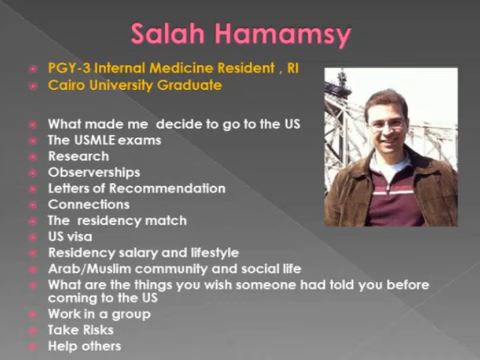 Salah Hamamsy
PGY-3 Internal Medicine Resident , RI
Cairo University Graduate
What made me decide to go to the US
The USMLE exams
Research
Observerships
Letters of Recommendation
Connections
The residency match
US visa
Residency salary and lifestyle
Arab/Muslim community and social life
What are the things you wish someone had told you before
coming to the US
Work in a group
Take Risks
Help others